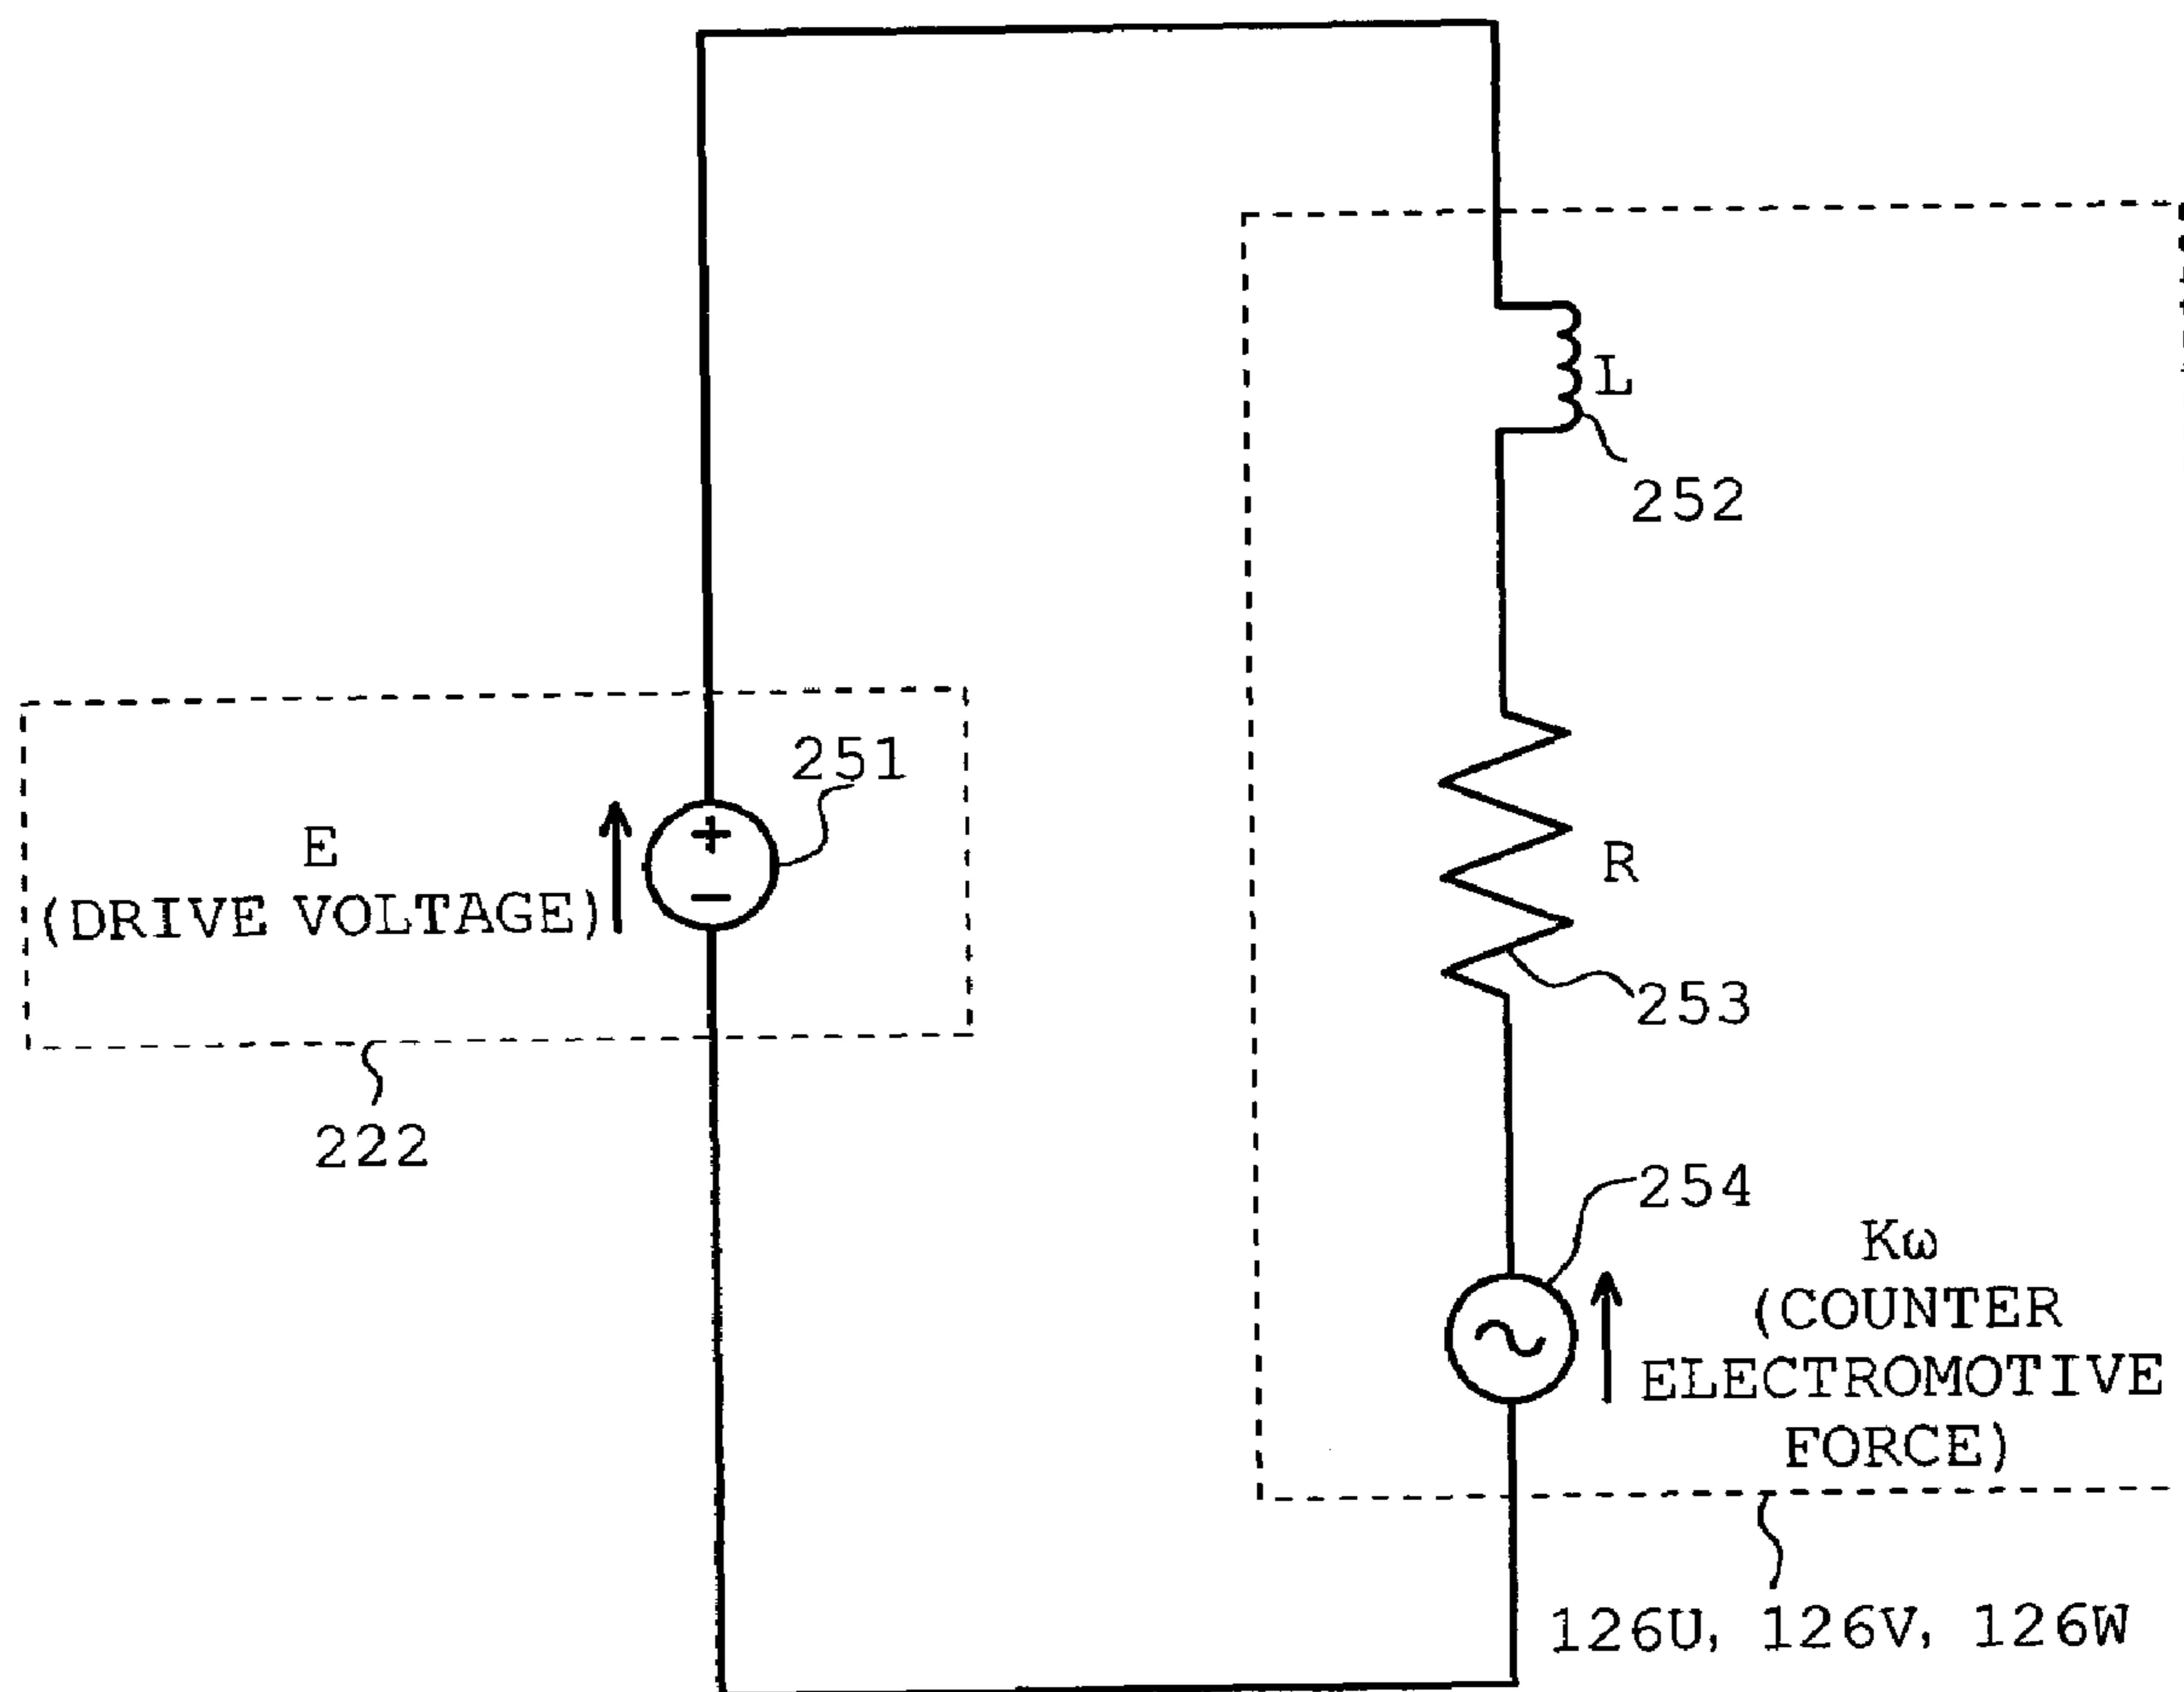 L
252
251
E
(DRIVE VOLTAGE)
+
−
R
253
222
254
Kω
(COUNTER
ELECTROMOTIVE
FORCE)
126U, 126V, 126W